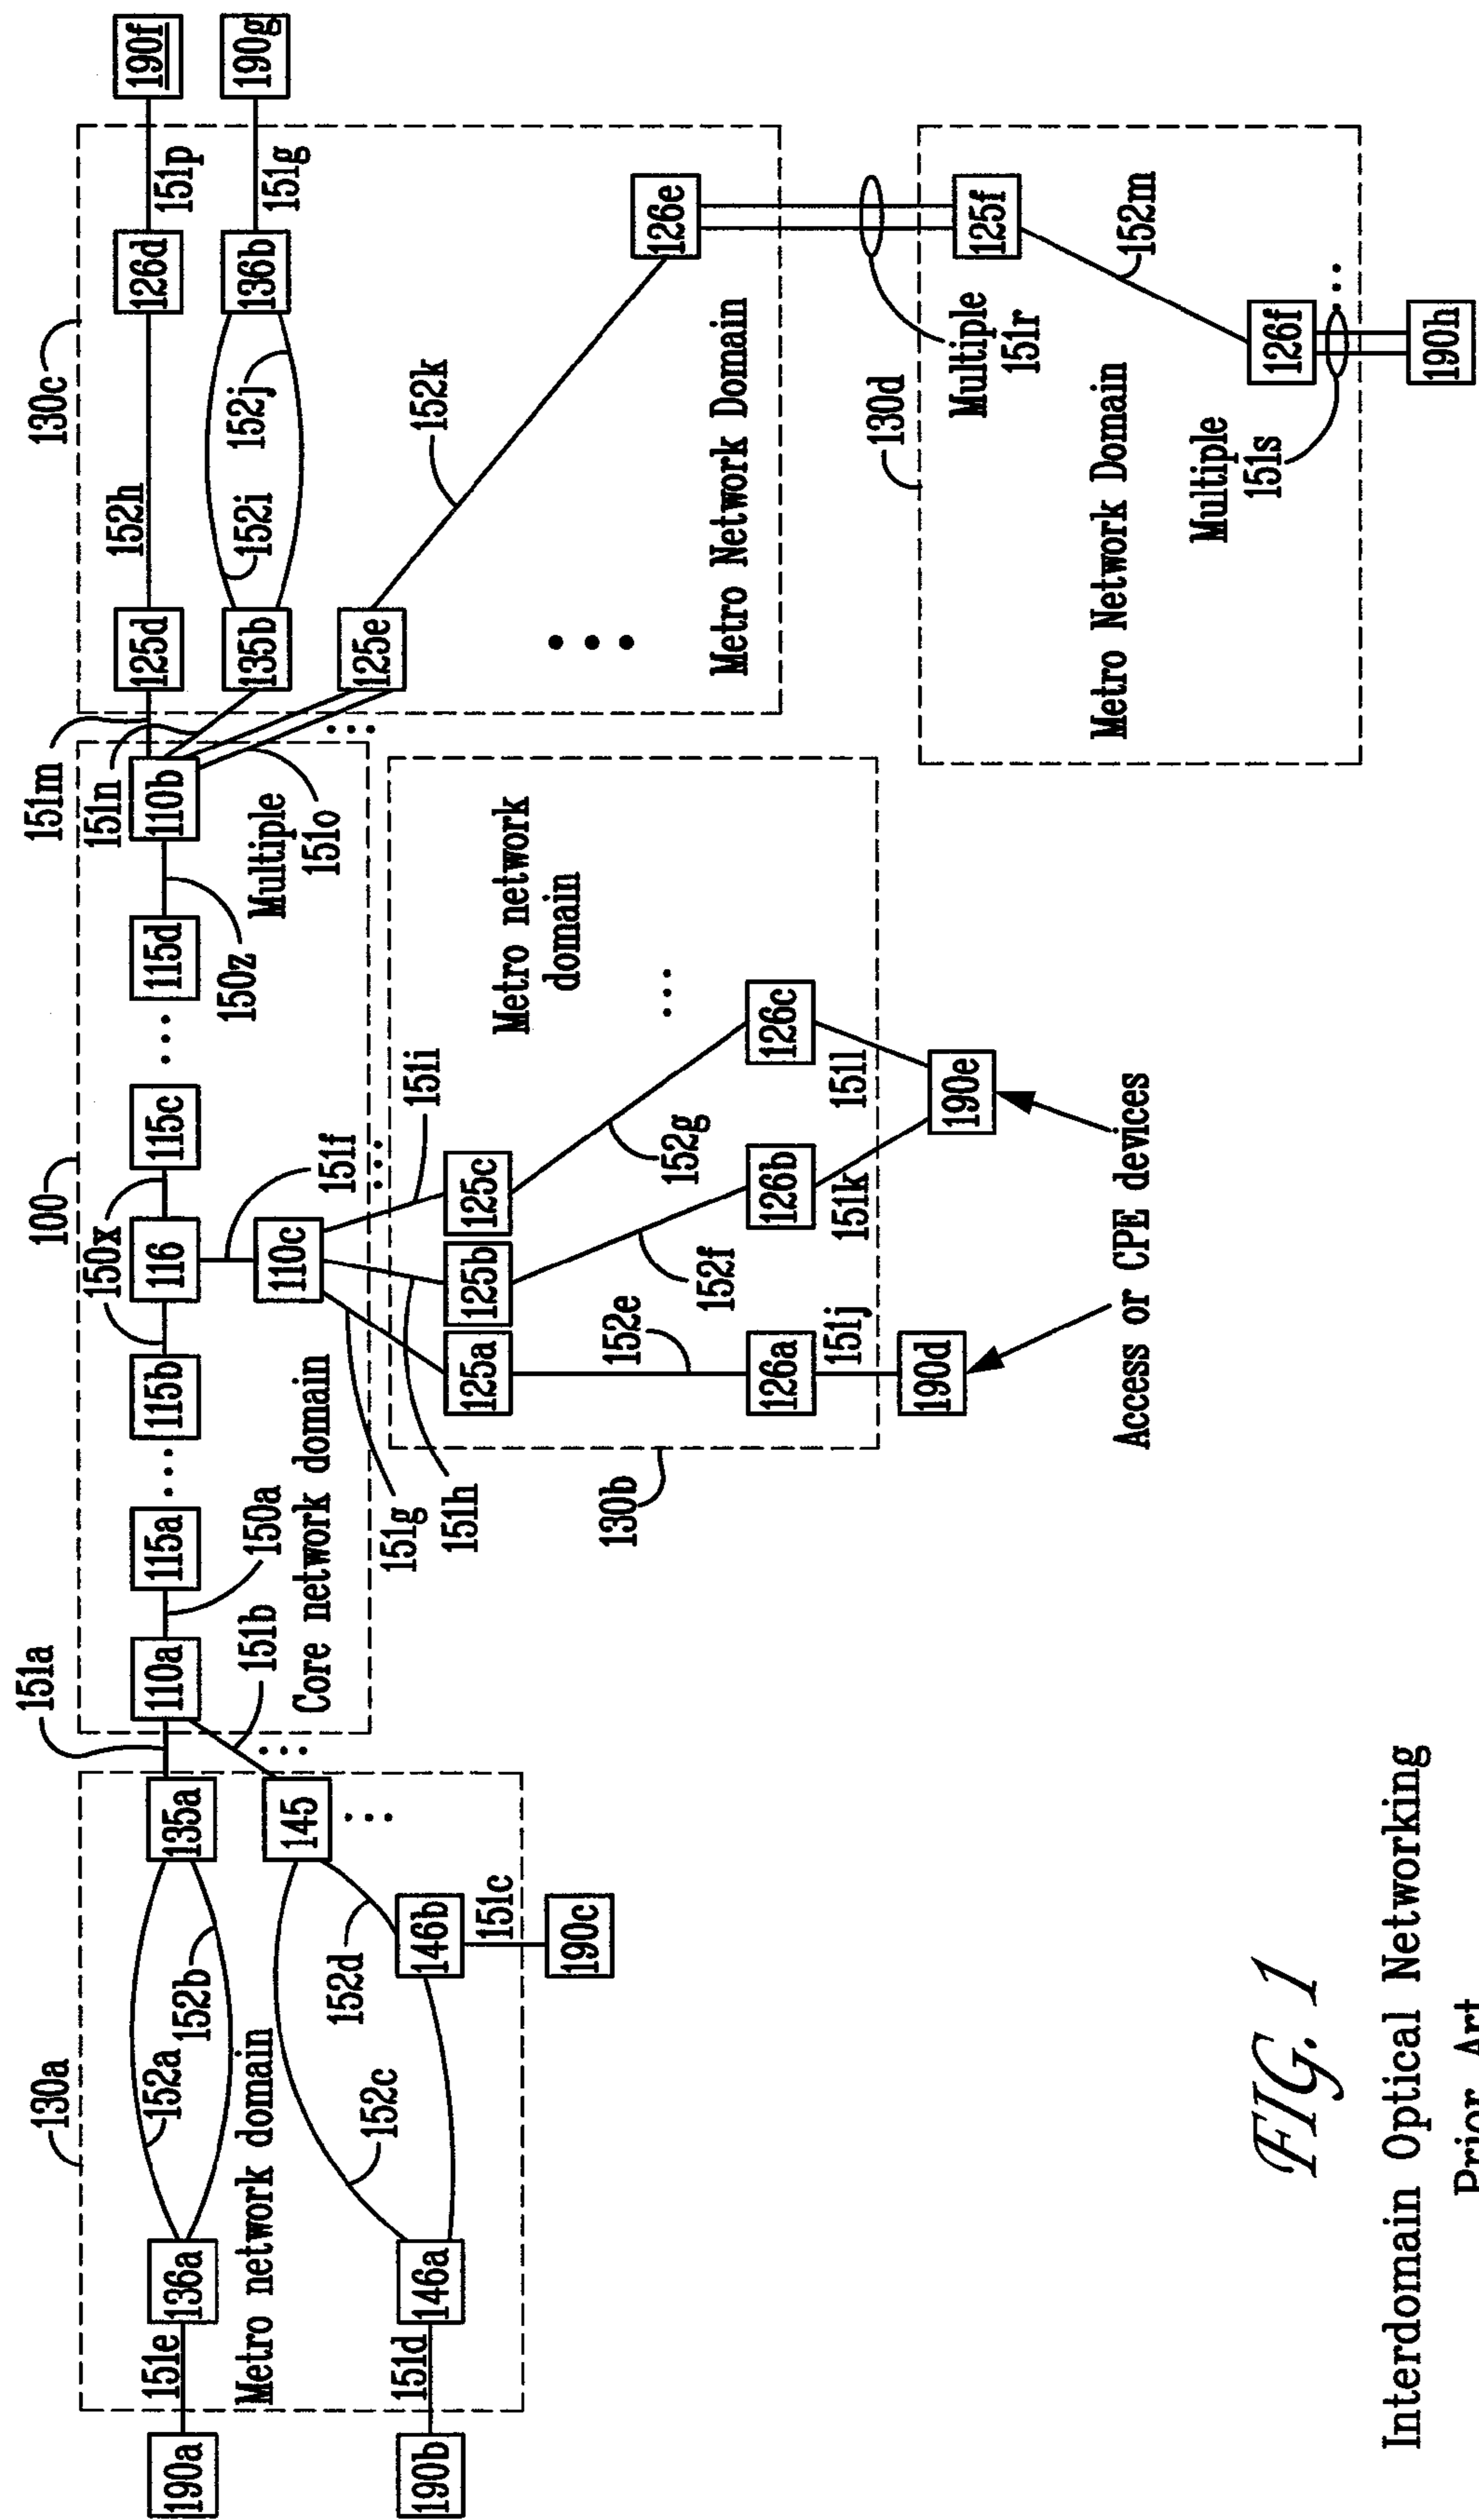 130a
151a
100
151m
151n
130c
190a
151e
136a
152a
152b
135a
110a
150a
115a
115b
150x
116
115c
115d
150z
110b
125d
152h
126d
151p
190f
Metro network domain
151b
Core network domain
151f
110c
Multiple
151o
135b
152i
152j
136b
151g
190g
190b
151d
146a
152c
152d
145
146b
151c
190c
125e
152k
151g
151h
151i
125a
125b
125c
Metro network
domain
130b
152e
152f
152g
126a
126b
126c
151j
151k
151l
190d
190e
Access or CPE devices
Metro Network Domain
126e
130d
Multiple
151r
125f
152m
Metro Network Domain
Multiple
151s
126f
190h
FIG. 1
Interdomain Optical Networking
Prior Art